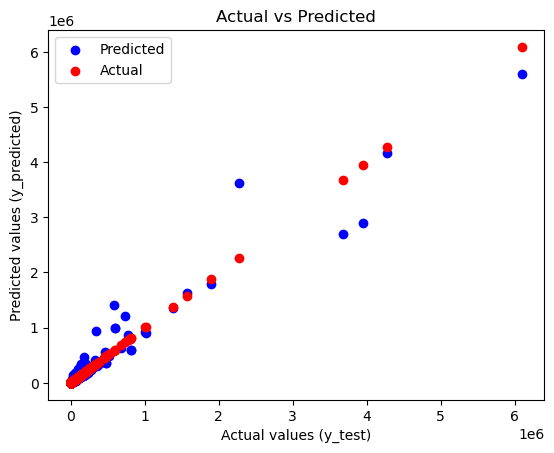 Actual vs Predicted
1e6
Predicted
Actual
6
5
4
3
2
1
0
Predicted values (y_predicted)
0 1 2 3 4 5 6
1e6
Actual values (y_test)